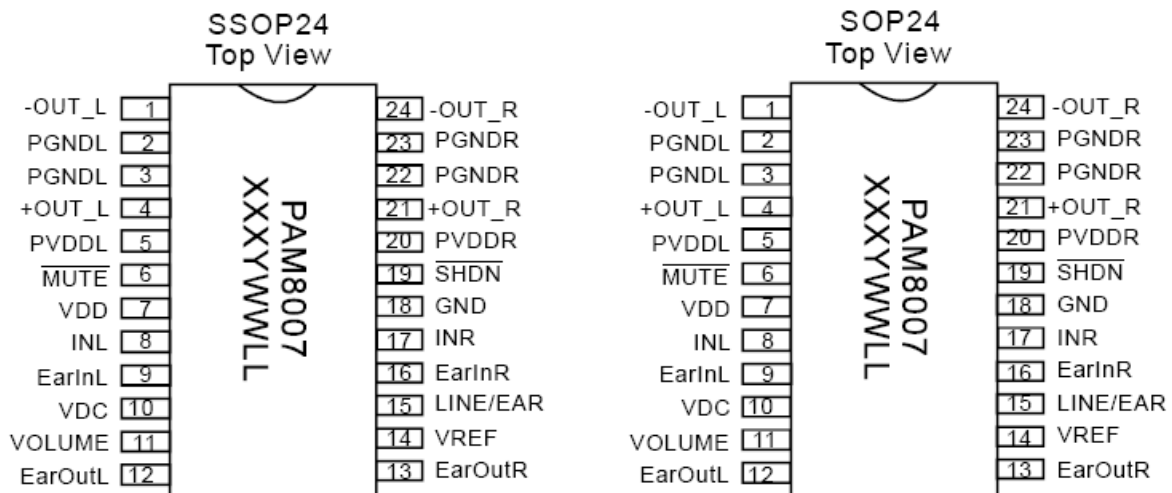 SSOP24
Top View
-OUT_L 1
PGNDL 2
PGNDL 3
+OUT_L 4
PVDDL 5
MUTE 6
VDD 7
INL 8
EarInL 9
VDC 10
VOLUME 11
EarOutL 12
PAM8007
XXXYWWLL
24 -OUT_R
23 PGNDR
22 PGNDR
21 +OUT_R
20 PVDDR
19 SHDN
18 GND
17 INR
16 EarInR
15 LINE/EAR
14 VREF
13 EarOutR
SOP24
Top View
-OUT_L 1
PGNDL 2
PGNDL 3
+OUT_L 4
PVDDL 5
MUTE 6
VDD 7
INL 8
EarInL 9
VDC 10
VOLUME 11
EarOutL 12
PAM8007
XXXYWWLL
24 -OUT_R
23 PGNDR
22 PGNDR
21 +OUT_R
20 PVDDR
19 SHDN
18 GND
17 INR
16 EarInR
15 LINE/EAR
14 VREF
13 EarOutR